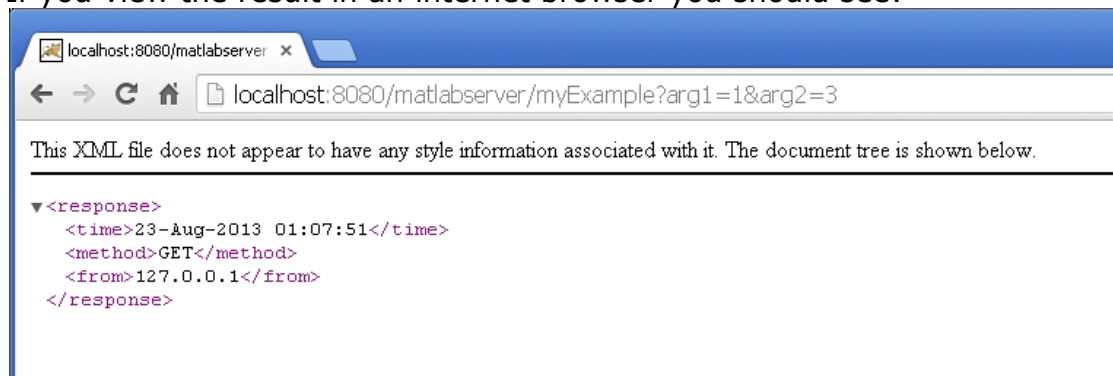 If you view the result in an internet browser you should see:
localhost:8080/matlabserver
localhost:8080/matlabserver/myExample?arg1=1&arg2=3
This XML file does not appear to have any style information associated with it. The document tree is shown below.
▼<response>
<time>23-Aug-2013 01:07:51</time>
<method>GET</method>
<from>127.0.0.1</from>
</response>